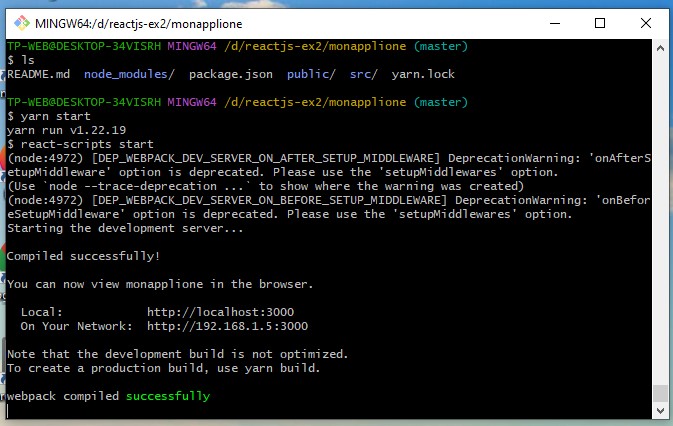 MINGW64:/d/reactjs-ex2/monapplione
TP-WEB@DESKTOP-34VISRH MINGW64 /d/reactjs-ex2/monapplione (master)
$ ls
README.md  node_modules/  package.json  public/  src/  yarn.lock
TP-WEB@DESKTOP-34VISRH MINGW64 /d/reactjs-ex2/monapplione (master)
$ yarn start
yarn run v1.22.19
$ react-scripts start
(node:4972) [DEP_WEBPACK_DEV_SERVER_ON_AFTER_SETUP_MIDDLEWARE] DeprecationWarning: 'onAfterS
etupMiddleware' option is deprecated. Please use the 'setupMiddlewares' option.
(Use `node --trace-deprecation ...` to show where the warning was created)
(node:4972) [DEP_WEBPACK_DEV_SERVER_ON_BEFORE_SETUP_MIDDLEWARE] DeprecationWarning: 'onBefor
eSetupMiddleware' option is deprecated. Please use the 'setupMiddlewares' option.
Starting the development server...
Compiled successfully!
You can now view monapplione in the browser.
Local:            http://localhost:3000
On Your Network:  http://192.168.1.5:3000
Note that the development build is not optimized.
To create a production build, use yarn build.
webpack compiled successfully